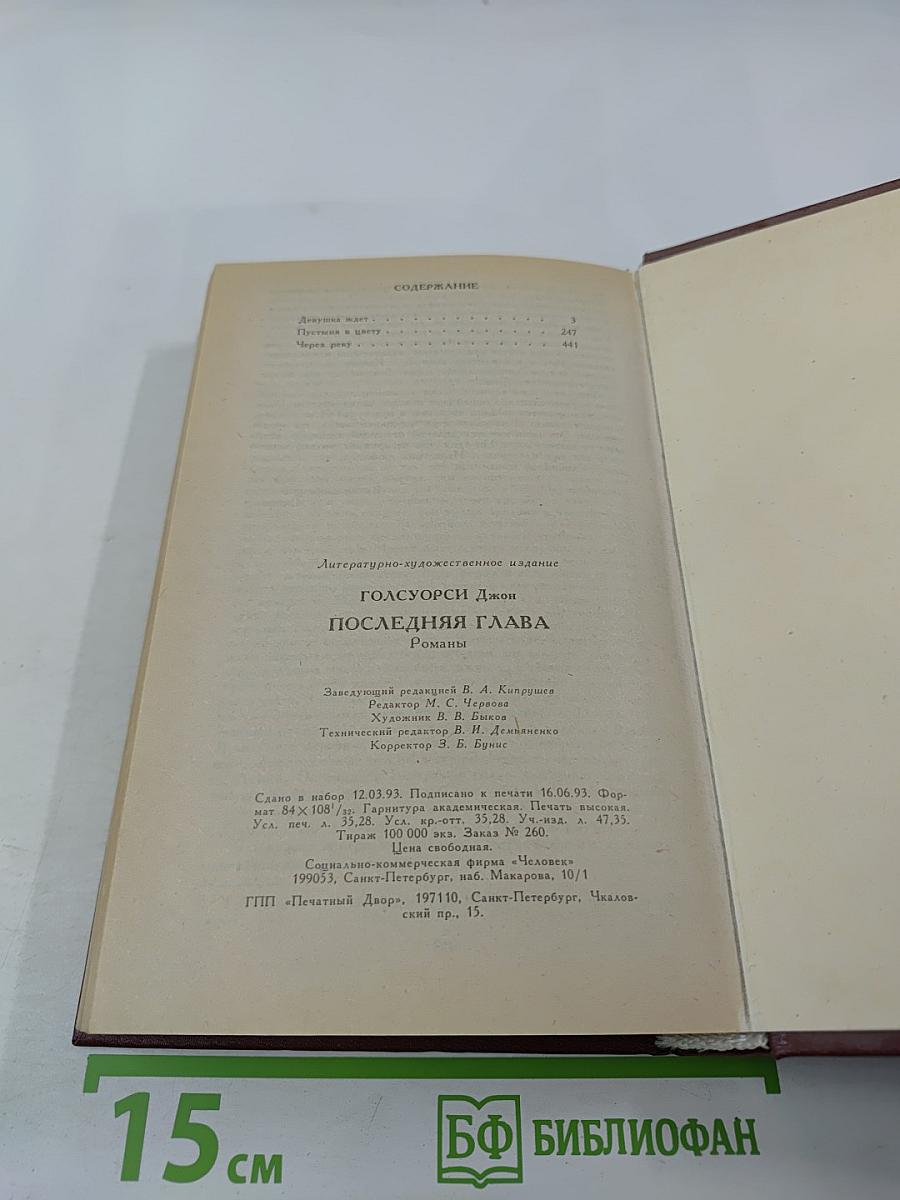 СОДЕРЖАНИЕ
Девушка ждет . . . . . . . . . . . . . 3
Пустыня в цвету . . . . . . . . . . . . 247
Через реку . . . . . . . . . . . . . . 441
Литературно-художественное издание
ГОЛСУОРСИ Джон
ПОСЛЕДНЯЯ ГЛАВА
Романы
Заведующий редакцией В. А. Кипрушев
Редактор М. С. Червова
Художник В. В. Быков
Технический редактор В. И. Демьяненко
Корректор З. Б. Бунис
Сдано в набор 12.03.93. Подписано к печати 16.06.93. Фор-
мат 84×108¹/₃₂. Гарнитура академическая. Печать высокая.
Усл. печ. л. 35,28. Усл. кр.-отт. 35,28. Уч.-изд. л. 47,35.
Тираж 100 000 экз. Заказ № 260.
Цена свободная.
Социально-коммерческая фирма «Человек»
199053, Санкт-Петербург, наб. Макарова, 10/1
ГПП «Печатный Двор», 197110, Санкт-Петербург, Чкалов-
ский пр., 15.
15 см
БФ БИБЛИОФАН